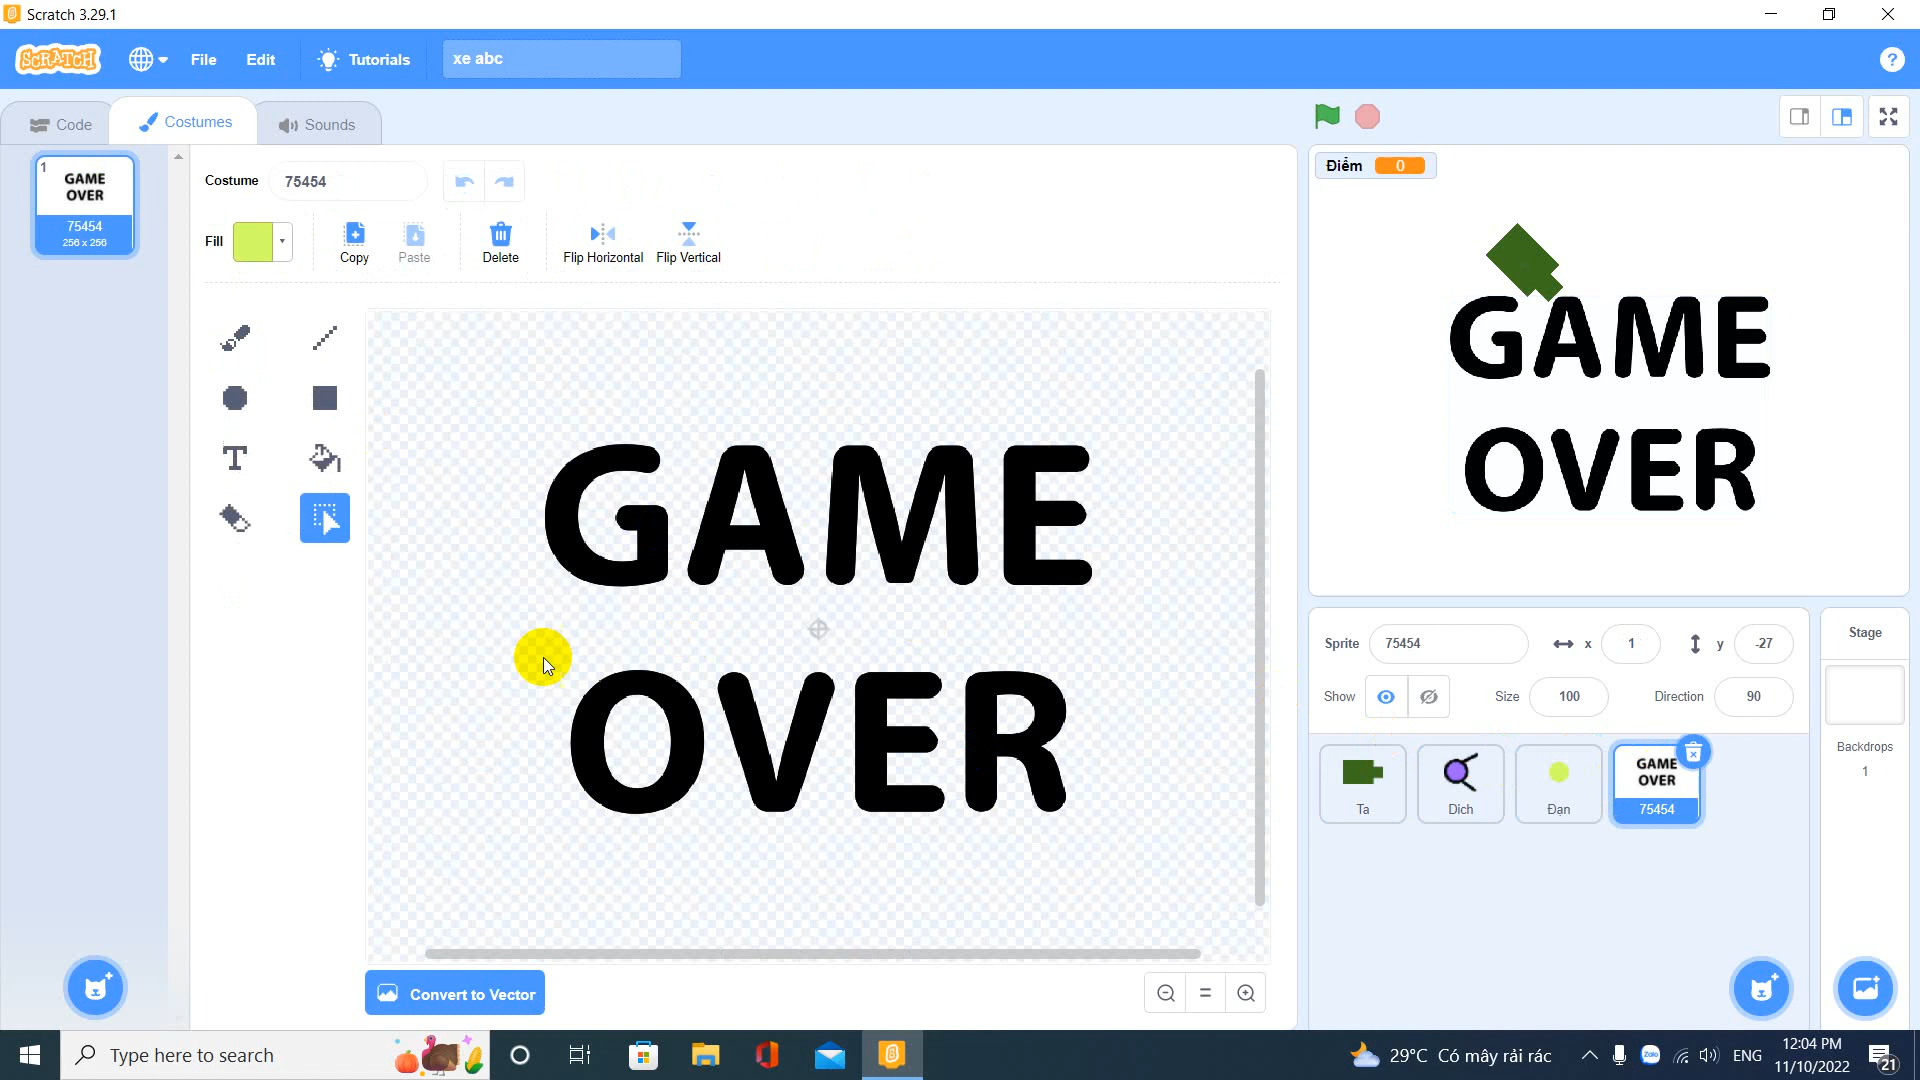 Scratch 3.29.1
SCRATCH File Edit Tutorials xe abc ?
Code Costumes Sounds
1
GAME
OVER
75454
256 x 256
Costume 75454
Fill
Copy Paste Delete Flip Horizontal Flip Vertical
T
GAME
OVER
Convert to Vector
Điểm 0
GAME
OVER
Sprite 75454 x 1 y -27
Show Size 100 Direction 90
Ta
Dich
Đạn
GAME
OVER
75454
Stage
Backdrops
1
Type here to search
29°C Có mây rải rác
Zalo
ENG
12:04 PM
11/10/2022
21